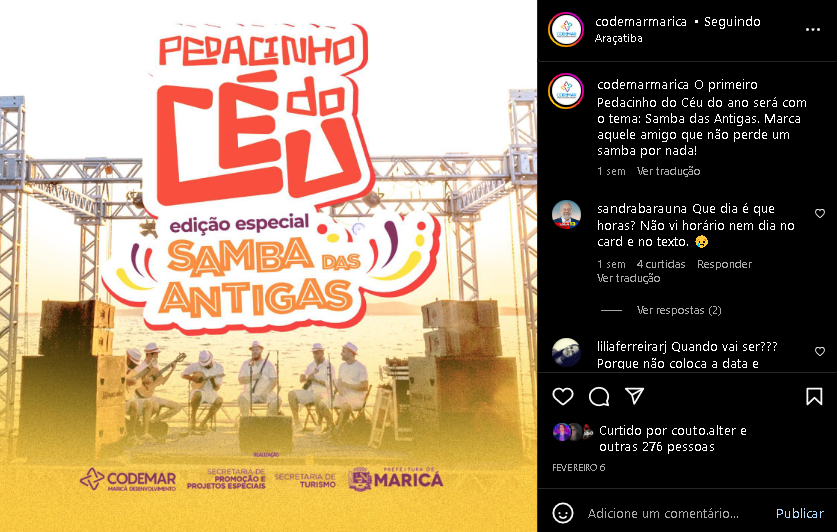 PEDACINHO
do
CÉU
edição especial
SAMBA DAS
ANTIGAS
REALIZAÇÃO
CODEMAR
MARICÁ DESENVOLVIMENTO
SECRETARIA DE
PROMOÇÃO E
PROJETOS ESPECIAIS
SECRETARIA DE
TURISMO
PREFEITURA DE
MARICÁ
codemarmarica • Seguindo
Araçatiba
codemarmarica O primeiro
Pedacinho do Céu do ano será com
o tema: Samba das Antigas. Marca
aquele amigo que não perde um
samba por nada!
1 sem Ver tradução
sandrabarauna Que dia é que
horas? Não vi horário nem dia no
card e no texto. 😥
1 sem 4 curtidas Responder
Ver tradução
Ver respostas (2)
liliaferreirarj Quando vai ser???
Porque não coloca a data e
Curtido por couto.alter e
outras 276 pessoas
FEVEREIRO 6
Adicione um comentário...
Publicar